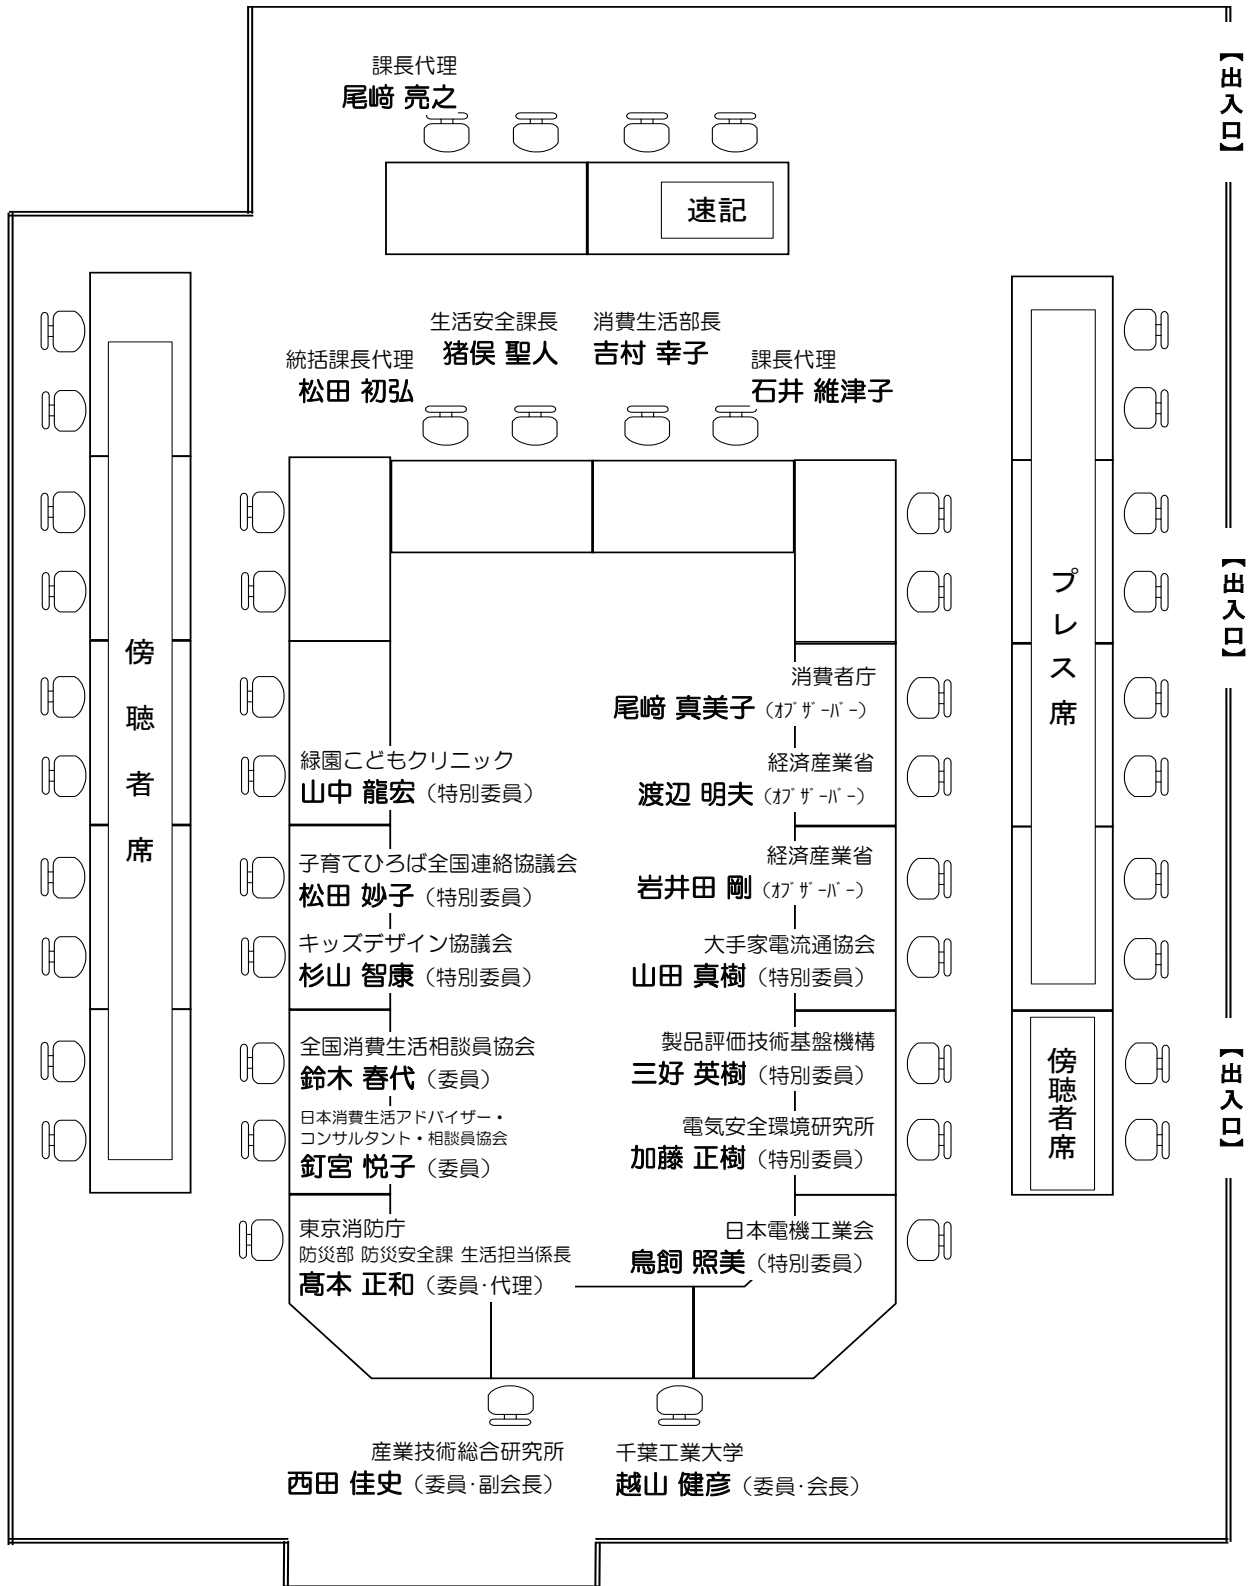 【出入口】
課長代理
尾﨑 亮之
速記
生活安全課長
猪俣 聖人
消費生活部長
吉村 幸子
統括課長代理
松田 初弘
課長代理
石井 維津子
傍聴者席
プレス席
【出入口】
消費者庁
尾﨑 真美子（ｵﾌﾞｻﾞｰﾊﾞｰ）
緑園こどもクリニック
山中 龍宏（特別委員）
経済産業省
渡辺 明夫（ｵﾌﾞｻﾞｰﾊﾞｰ）
子育てひろば全国連絡協議会
松田 妙子（特別委員）
経済産業省
岩井田 剛（ｵﾌﾞｻﾞｰﾊﾞｰ）
キッズデザイン協議会
杉山 智康（特別委員）
大手家電流通協会
山田 真樹（特別委員）
全国消費生活相談員協会
鈴木 春代（委員）
製品評価技術基盤機構
三好 英樹（特別委員）
傍聴者席
【出入口】
日本消費生活アドバイザー・
コンサルタント・相談員協会
釘宮 悦子（委員）
電気安全環境研究所
加藤 正樹（特別委員）
東京消防庁
防災部 防災安全課 生活担当係長
髙本 正和（委員・代理）
日本電機工業会
鳥飼 照美（特別委員）
産業技術総合研究所
西田 佳史（委員・副会長）
千葉工業大学
越山 健彦（委員・会長）